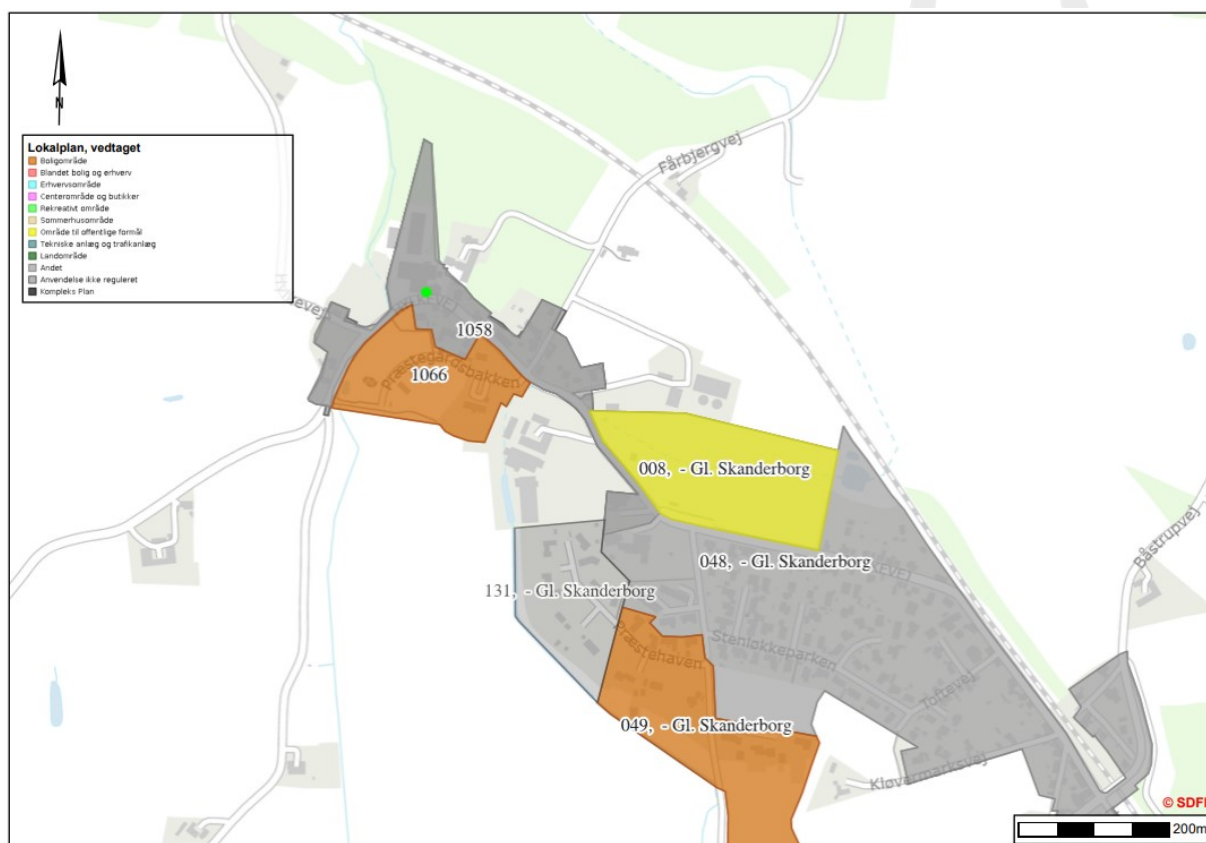 N
Lokalplan, vedtaget
Boligområde
Blandet bolig og erhverv
Erhvervsområde
Centerområde og butikker
Rekreativt område
Sommerhusområde
Område til offentlige formål
Tekniske anlæg og trafikanlæg
Landområde
Andet
Anvendelse ikke reguleret
Kompleks Plan
Fårbjergvej
1058
1066
Præstegårdsbakken
008, - Gl. Skanderborg
Båstrupvej
048, - Gl. Skanderborg
131, - Gl. Skanderborg
Præstehaven
Stenløkkeparken
Toftevej
049, - Gl. Skanderborg
Kløvermarksvej
© SDFI
200m